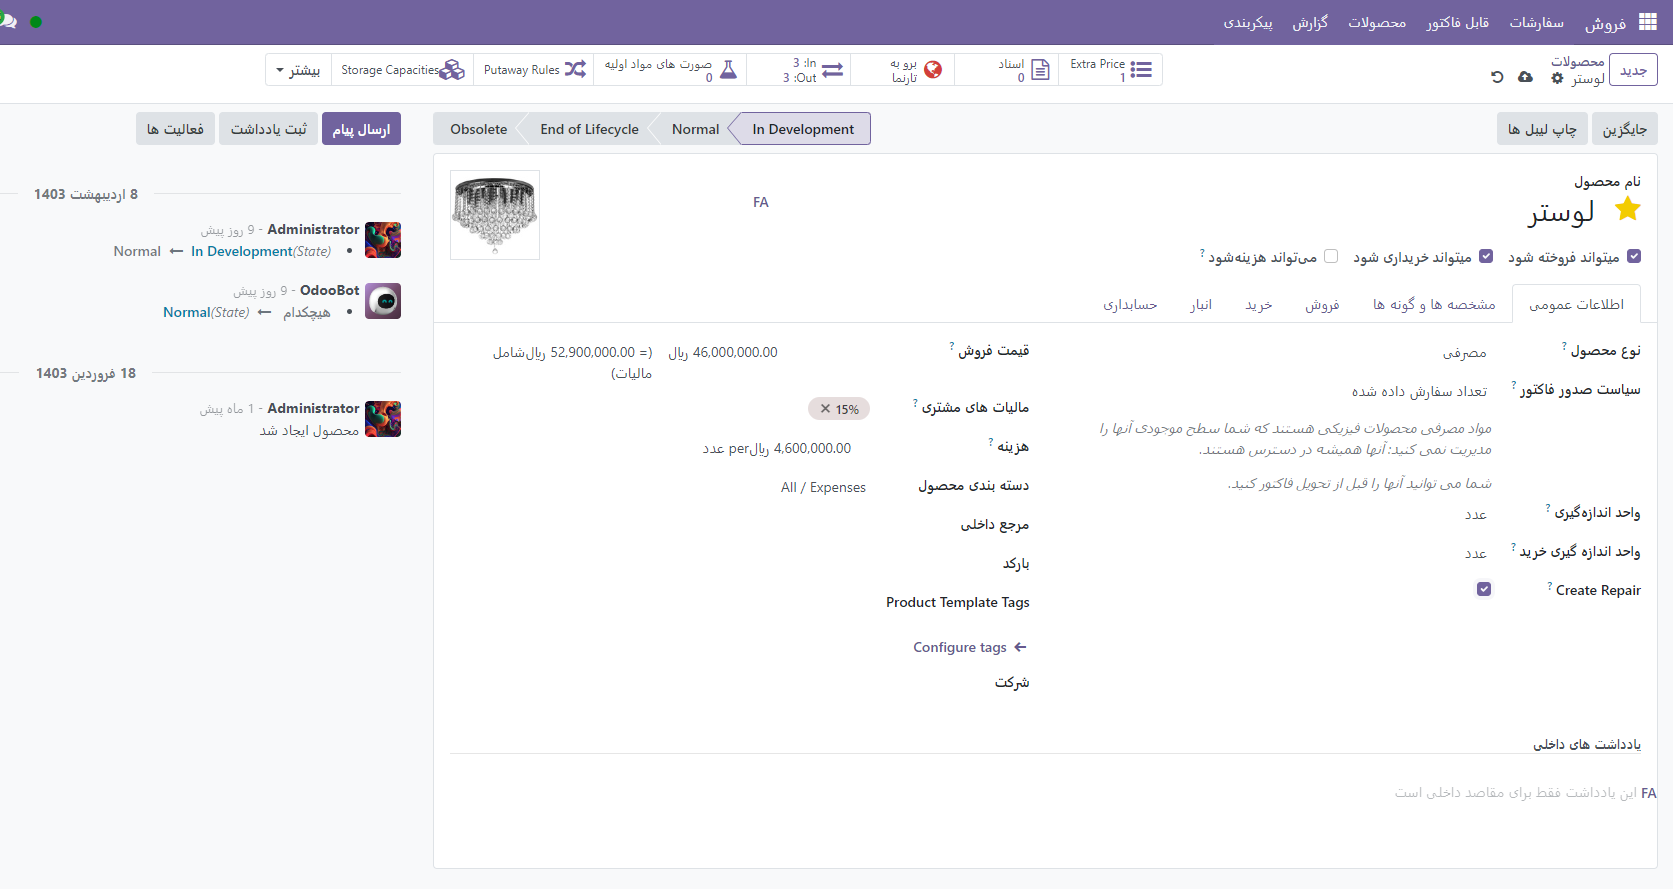 فروش
سفارشات
قابل فاکتور
محصولات
گزارش
پیکربندی
جدید
محصولات
لوستر
Extra Price
1
اسناد
0
برو به
تارنما
In: 3
Out: 3
صورت های مواد اولیه
0
Putaway Rules
Storage Capacities
بیشتر
جایگزین
چاپ لیبل ها
In Development
Normal
End of Lifecycle
Obsolete
ارسال پیام
ثبت یادداشت
فعالیت ها
نام محصول
لوستر
FA
میتواند فروخته شود
میتواند خریداری شود
می‌تواند هزینه‌شود ?
اطلاعات عمومی
مشخصه ها و گونه ها
فروش
خرید
انبار
حسابداری
نوع محصول ?
مصرفی
سیاست صدور فاکتور ?
تعداد سفارش داده شده
مواد مصرفی محصولات فیزیکی هستند که شما سطح موجودی آنها را
مدیریت نمی کنید: آنها همیشه در دسترس هستند.
شما می توانید آنها را قبل از تحویل فاکتور کنید.
واحد اندازه‌گیری ?
عدد
واحد اندازه گیری خرید ?
عدد
Create Repair ?
قیمت فروش ?
46,000,000.00 ریال
(= 52,900,000.00 ریال شامل
مالیات)
مالیات های مشتری ?
15% ×
هزینه ?
4,600,000.00 ریال per عدد
دسته بندی محصول
All / Expenses
مرجع داخلی
بارکد
Product Template Tags
Configure tags ←
شرکت
یادداشت های داخلی
این یادداشت فقط برای مقاصد داخلی است FA
8 اردیبهشت 1403
Administrator - 9 روز پیش
• Normal ← In Development (State)
OdooBot - 9 روز پیش
• هیچکدام ← Normal (State)
18 فروردین 1403
Administrator - 1 ماه پیش
محصول ایجاد شد